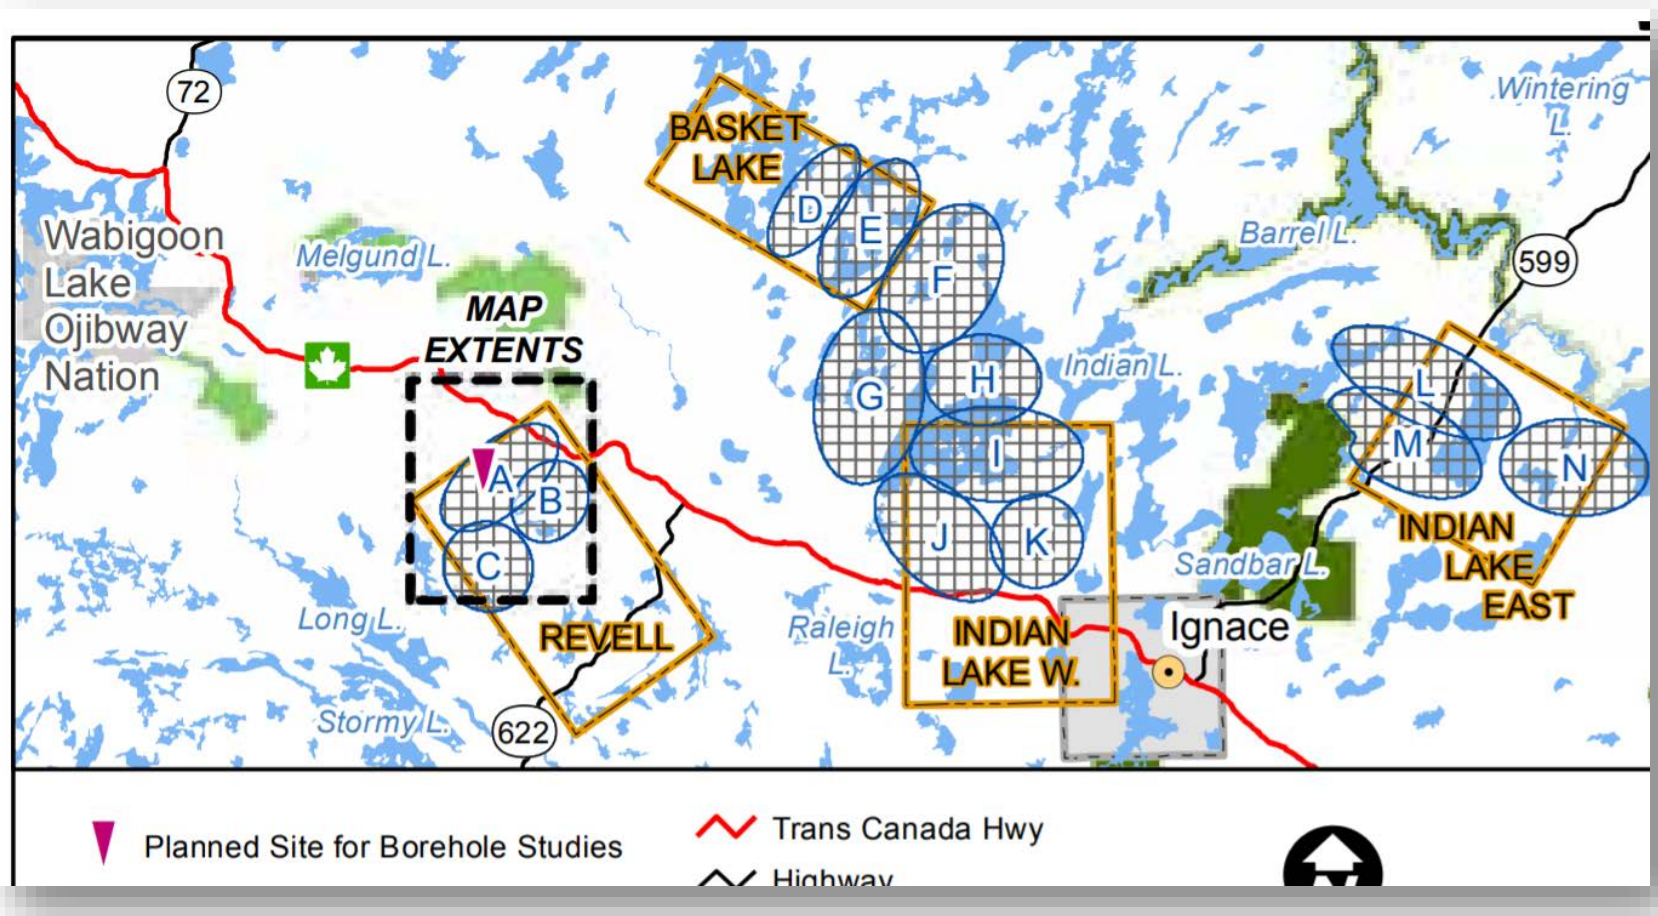 72
Wintering
L.
BASKET
LAKE
D
E
Wabigoon
Lake
Ojibway
Nation
Melgund L.
Barrel L.
599
F
MAP
EXTENTS
Indian L.
G
H
L
I
M
N
A
B
C
J
K
INDIAN
LAKE
EAST
Sandbar L.
Long L.
REVELL
Raleigh
L.
INDIAN
LAKE W.
Ignace
Stormy L.
622
Planned Site for Borehole Studies
Trans Canada Hwy
Highway